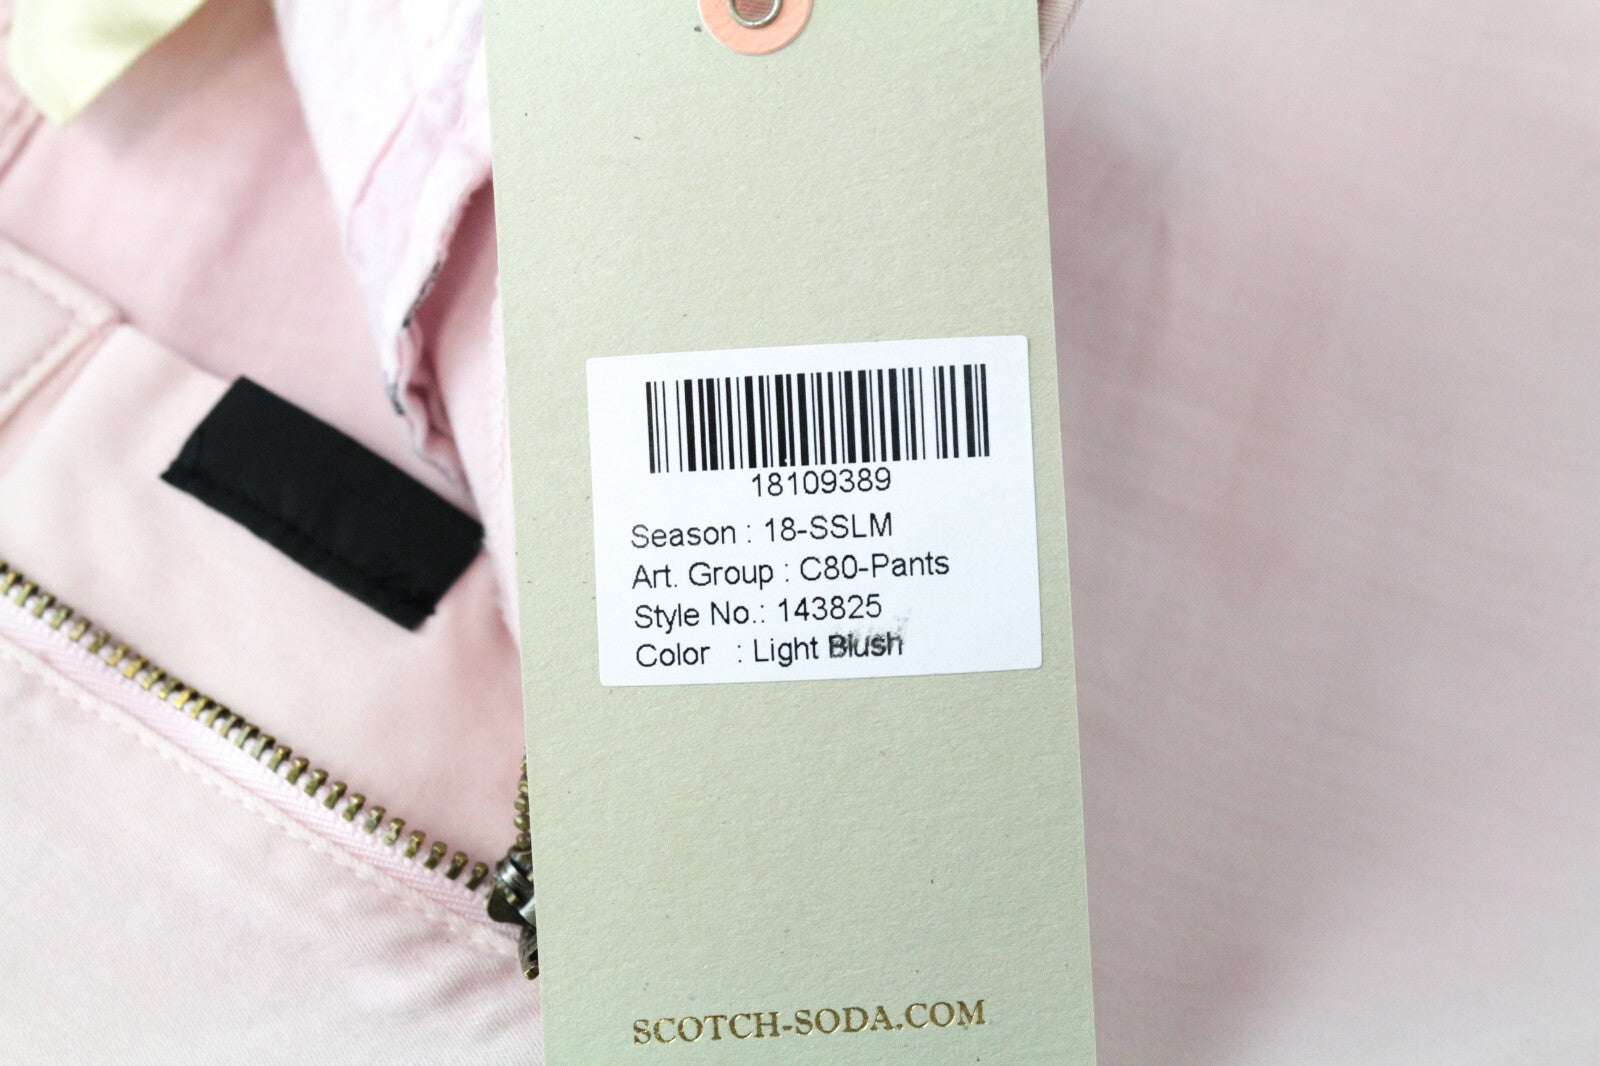 18109389
Season : 18-SSLM
Art. Group : C80-Pants
Style No.: 143825
Color : Light Blush
SCOTCH-SODA.COM